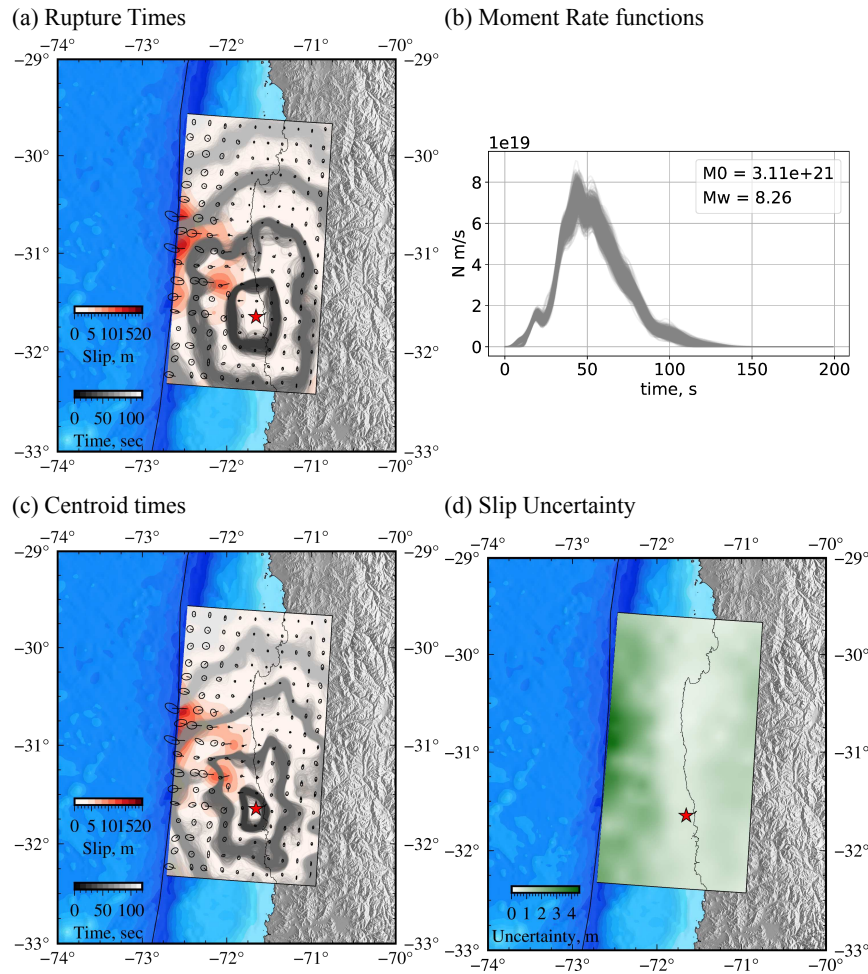 (a) Rupture Times
−74° −73° −72° −71° −70°
−29° −29°
−30° −30°
−31° −31°
−32° −32°
−33° −33°
−74° −73° −72° −71° −70°
0 5 101520
Slip, m
0 50 100
Time, sec
(b) Moment Rate functions
1e19
M0 = 3.11e+21
Mw = 8.26
N m/s
8
6
4
2
0
0 50 100 150 200
time, s
(c) Centroid times
−74° −73° −72° −71° −70°
−29° −29°
−30° −30°
−31° −31°
−32° −32°
−33° −33°
−74° −73° −72° −71° −70°
0 5 101520
Slip, m
0 50 100
Time, sec
(d) Slip Uncertainty
−74° −73° −72° −71° −70°
−29° −29°
−30° −30°
−31° −31°
−32° −32°
−33° −33°
−74° −73° −72° −71° −70°
0 1 2 3 4
Uncertainty, m